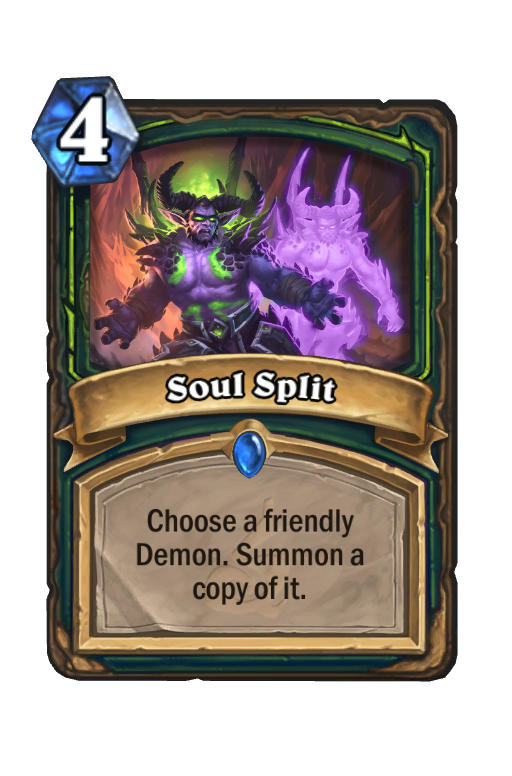 4
Soul Split
Choose a friendly
Demon. Summon a
copy of it.